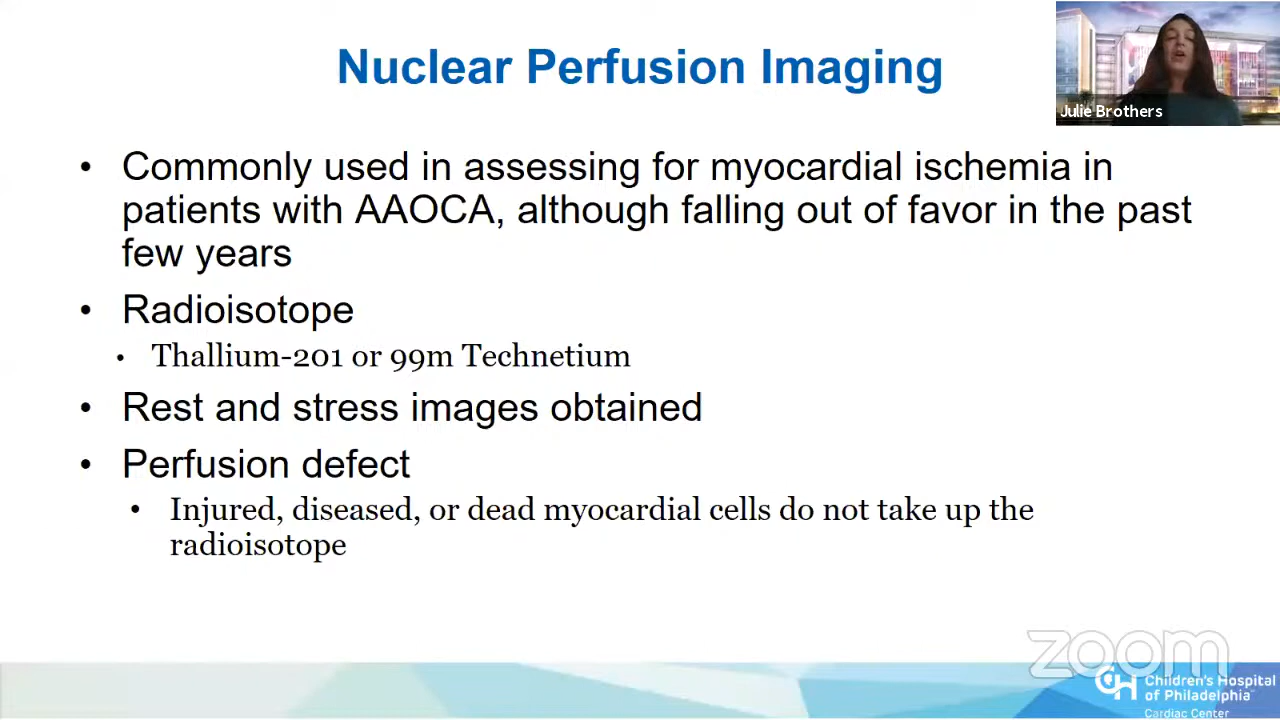 Nuclear Perfusion Imaging
Julie Brothers
• Commonly used in assessing for myocardial ischemia in
patients with AAOCA, although falling out of favor in the past
few years
• Radioisotope
• Thallium-201 or 99m Technetium
• Rest and stress images obtained
• Perfusion defect
• Injured, diseased, or dead myocardial cells do not take up the
radioisotope
zoom
CH Children's Hospital
of Philadelphia
Cardiac Center